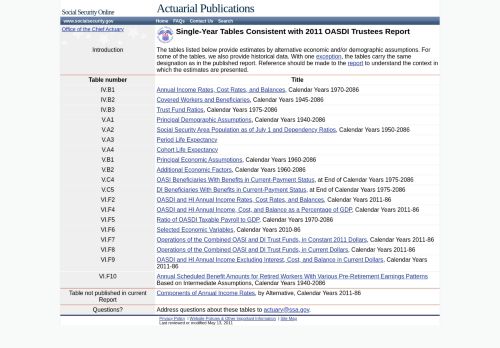 Social Security Online
Actuarial Publications
www.socialsecurity.gov
Home FAQs Contact Us Search
Office of the Chief Actuary
Single-Year Tables Consistent with 2011 OASDI Trustees Report
Introduction
The tables listed below provide estimates by alternative economic and/or demographic assumptions. For
some of the tables, we also provide historical data. With one exception, the tables carry the same
designation as in the published report. Reference should be made to the report to understand the context in
which the estimates are presented.
Table number Title
IV.B1 Annual Income Rates, Cost Rates, and Balances, Calendar Years 1970-2086
IV.B2 Covered Workers and Beneficiaries, Calendar Years 1945-2086
IV.B3 Trust Fund Ratios, Calendar Years 1975-2086
V.A1 Principal Demographic Assumptions, Calendar Years 1940-2086
V.A2 Social Security Area Population as of July 1 and Dependency Ratios, Calendar Years 1950-2086
V.A3 Period Life Expectancy
V.A4 Cohort Life Expectancy
V.B1 Principal Economic Assumptions, Calendar Years 1960-2086
V.B2 Additional Economic Factors, Calendar Years 1960-2086
V.C4 OASI Beneficiaries With Benefits in Current-Payment Status, at End of Calendar Years 1975-2086
V.C5 DI Beneficiaries With Benefits in Current-Payment Status, at End of Calendar Years 1975-2086
VI.F2 OASDI and HI Annual Income Rates, Cost Rates, and Balances, Calendar Years 2011-86
VI.F4 OASDI and HI Annual Income, Cost, and Balance as a Percentage of GDP, Calendar Years 2011-86
VI.F5 Ratio of OASDI Taxable Payroll to GDP, Calendar Years 1970-2086
VI.F6 Selected Economic Variables, Calendar Years 2010-86
VI.F7 Operations of the Combined OASI and DI Trust Funds, in Constant 2011 Dollars, Calendar Years 2011-86
VI.F8 Operations of the Combined OASI and DI Trust Funds, in Current Dollars, Calendar Years 2011-86
VI.F9 OASDI and HI Annual Income Excluding Interest, Cost, and Balance in Current Dollars, Calendar Years
2011-86
VI.F10 Annual Scheduled Benefit Amounts for Retired Workers With Various Pre-Retirement Earnings Patterns
Based on Intermediate Assumptions, Calendar Years 1940-2086
Table not published in current
Report
Components of Annual Income Rates, by Alternative, Calendar Years 2011-86
Questions? Address questions about these tables to actuary@ssa.gov.
Privacy Policy | Website Policies & Other Important Information | Site Map
Last reviewed or modified May 13, 2011